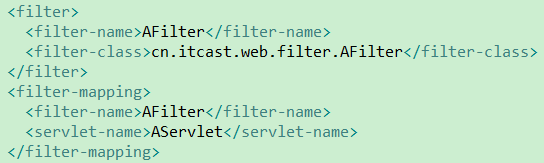 <filter>
  <filter-name>AFilter</filter-name>
  <filter-class>cn.itcast.web.filter.AFilter</filter-class>
</filter>
<filter-mapping>
  <filter-name>AFilter</filter-name>
  <servlet-name>AServlet</servlet-name>
</filter-mapping>